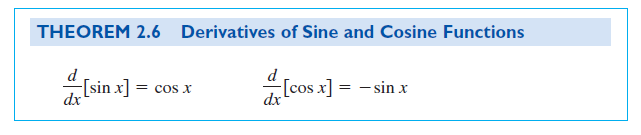 THEOREM 2.6 Derivatives of Sine and Cosine Functions
d/dx [sin x] = cos x d/dx [cos x] = −sin x